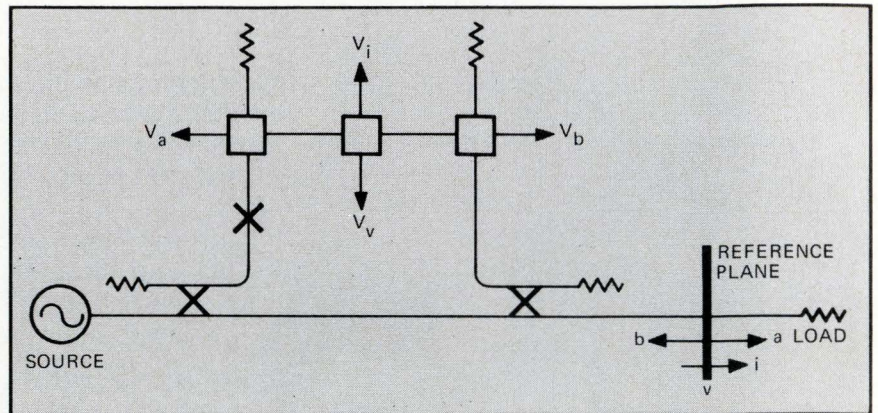 V_i
V_a
V_b
V_v
REFERENCE
PLANE
b
a
LOAD
i
v
SOURCE